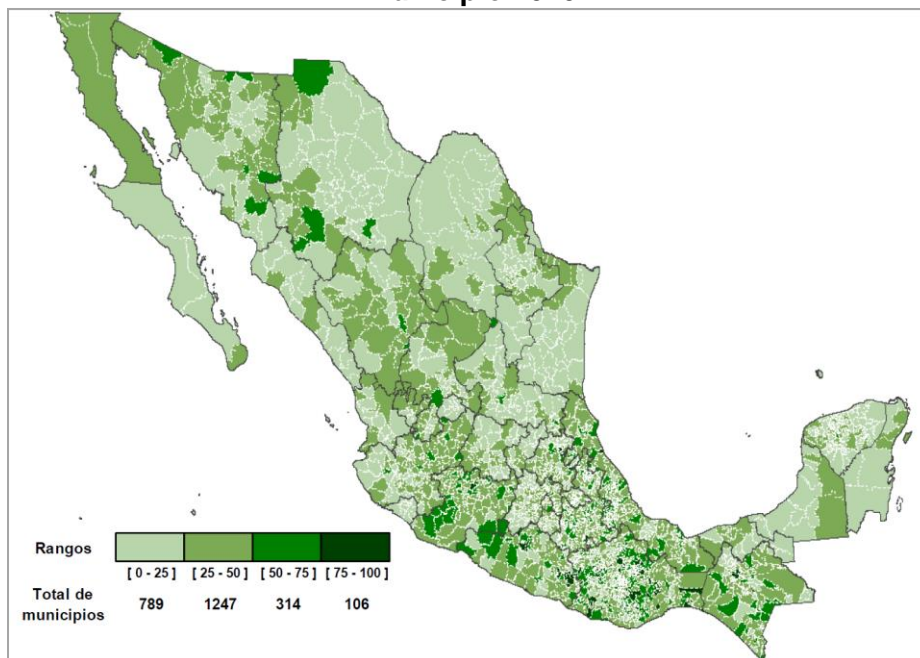 Rangos
[ 0 - 25 ] [ 25 - 50 ] [ 50 - 75 ] [ 75 - 100 ]
Total de municipios 789 1247 314 106